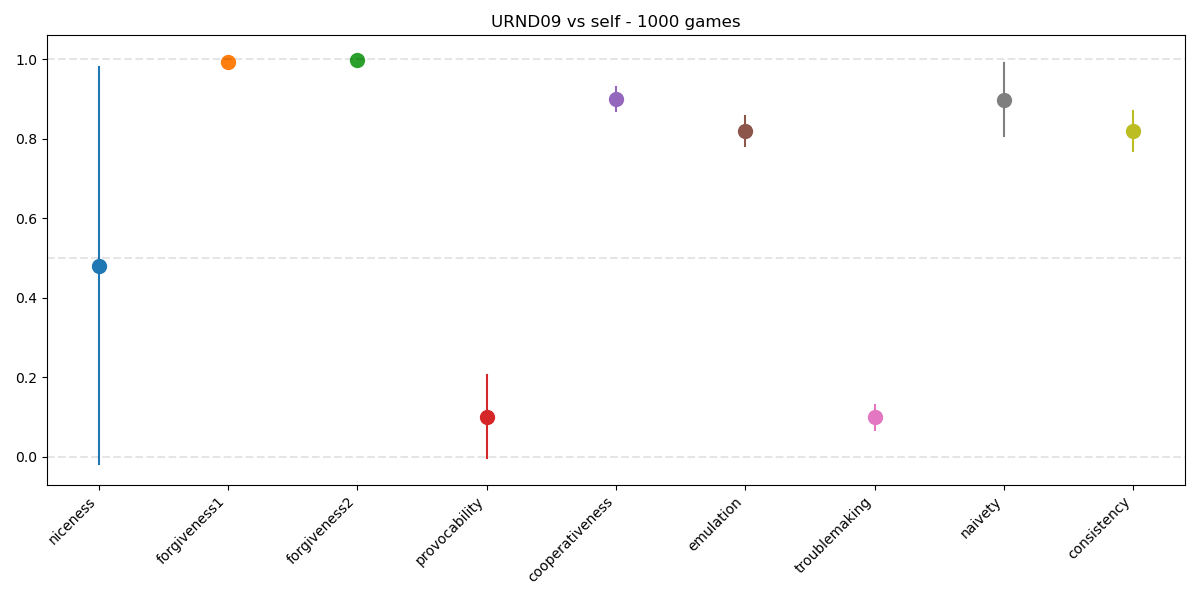 URND09 vs self - 1000 games
1.0
0.8
0.6
0.4
0.2
0.0
niceness
forgiveness1
forgiveness2
provocability
cooperativeness
emulation
troublemaking
naivety
consistency